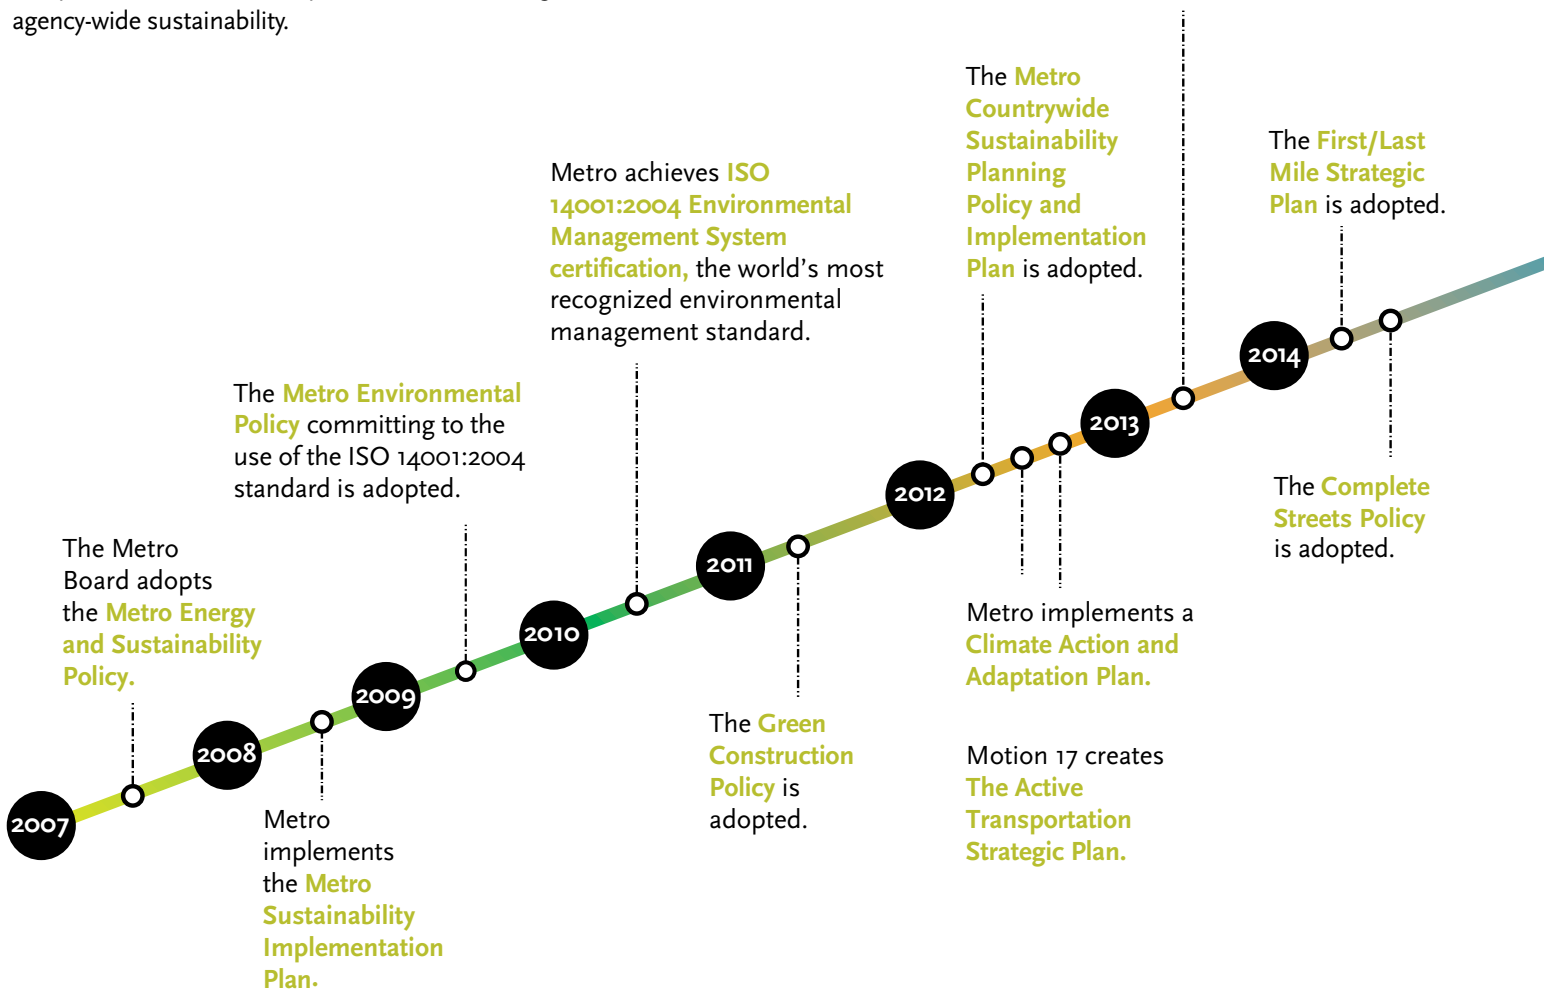 agency-wide sustainability.
The Metro
Countrywide
Sustainability
Planning
Policy and
Implementation
Plan is adopted.
The First/Last
Mile Strategic
Plan is adopted.
Metro achieves ISO
14001:2004 Environmental
Management System
certification, the world's most
recognized environmental
management standard.
The Metro Environmental
Policy committing to the
use of the ISO 14001:2004
standard is adopted.
The Metro
Board adopts
the Metro Energy
and Sustainability
Policy.
2014
2013
2012
2011
2010
2009
2008
2007
The Complete
Streets Policy
is adopted.
Metro implements a
Climate Action and
Adaptation Plan.
The Green
Construction
Policy is
adopted.
Motion 17 creates
The Active
Transportation
Strategic Plan.
Metro
implements
the Metro
Sustainability
Implementation
Plan.